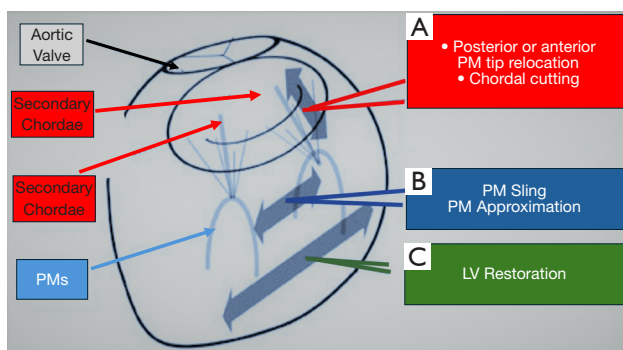 Aortic
Valve
Secondary
Chordae
Secondary
Chordae
PMs
A
• Posterior or anterior
PM tip relocation
• Chordal cutting
B
PM Sling
PM Approximation
C
LV Restoration